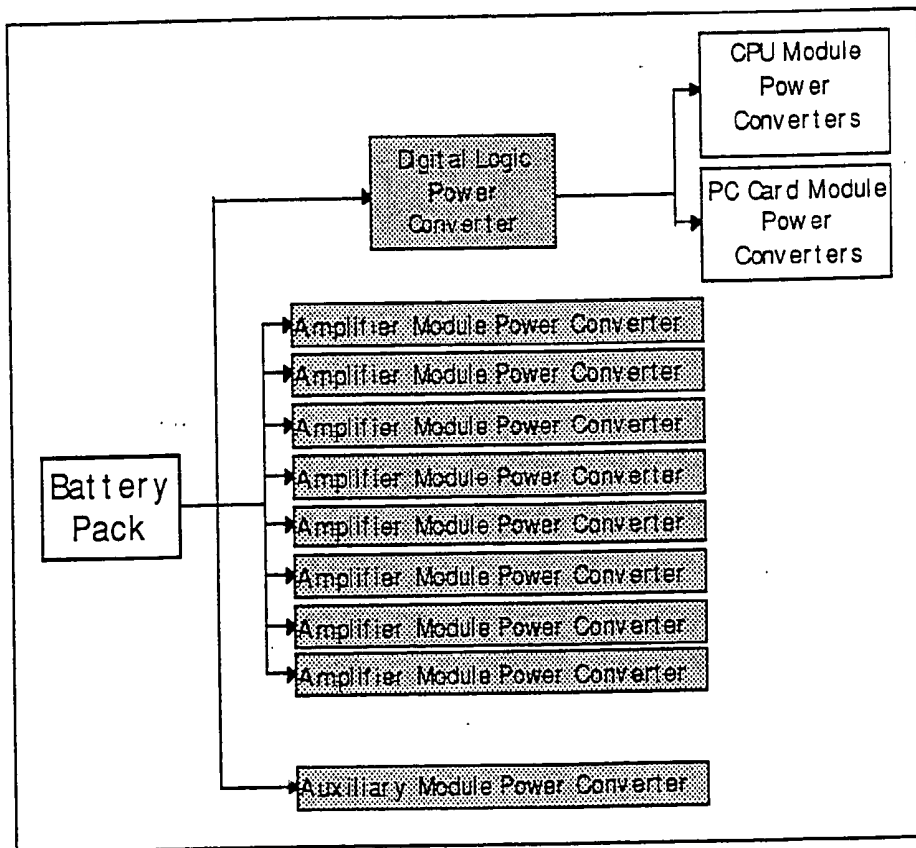 CPU Module
Power
Converters
Digital Logic
Power
Converter
PC Card Module
Power
Converters
Amplifier Module Power Converter
Amplifier Module Power Converter
Amplifier Module Power Converter
Amplifier Module Power Converter
Amplifier Module Power Converter
Amplifier Module Power Converter
Amplifier Module Power Converter
Amplifier Module Power Converter
Battery
Pack
Auxiliary Module Power Converter